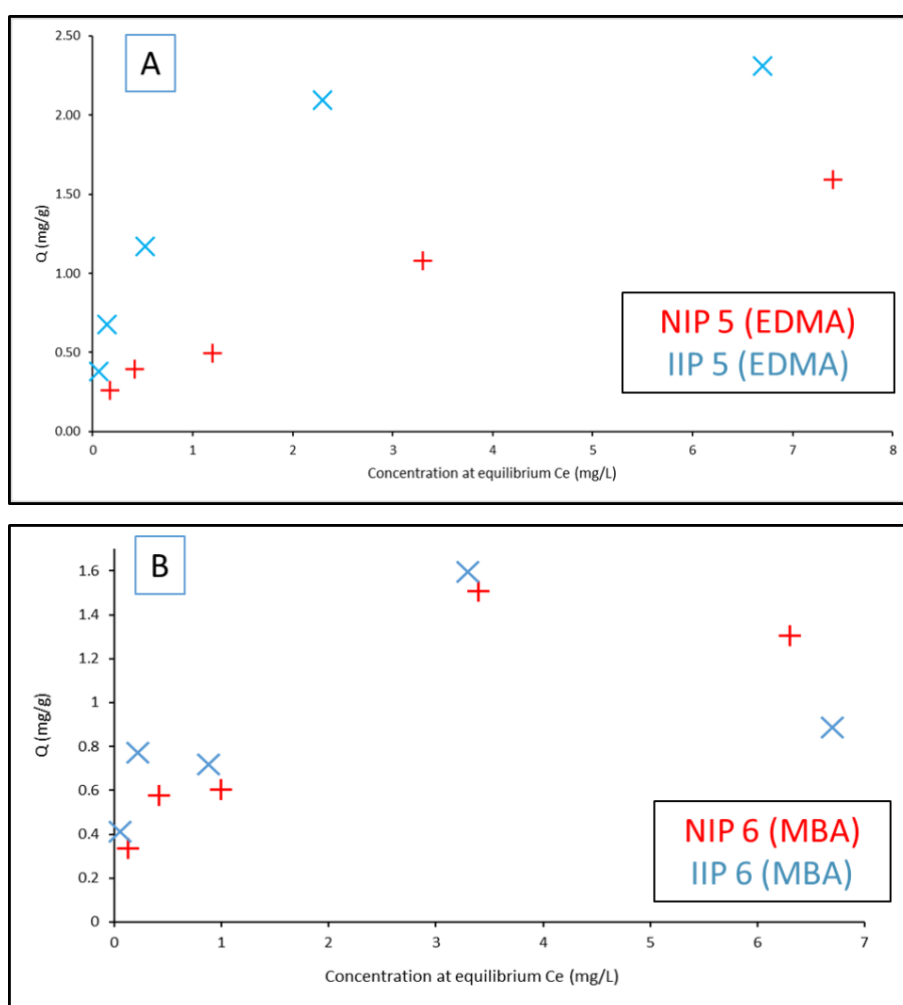 A
2.50
2.00
1.50
1.00
0.50
0.00
Q (mg/g)
0 1 2 3 4 5 6 7 8
Concentration at equilibrium Ce (mg/L)
NIP 5 (EDMA)
IIP 5 (EDMA)
B
1.6
1.4
1.2
1
0.8
0.6
0.4
0.2
0
Q (mg/g)
0 1 2 3 4 5 6 7
Concentration at equilibrium Ce (mg/L)
NIP 6 (MBA)
IIP 6 (MBA)